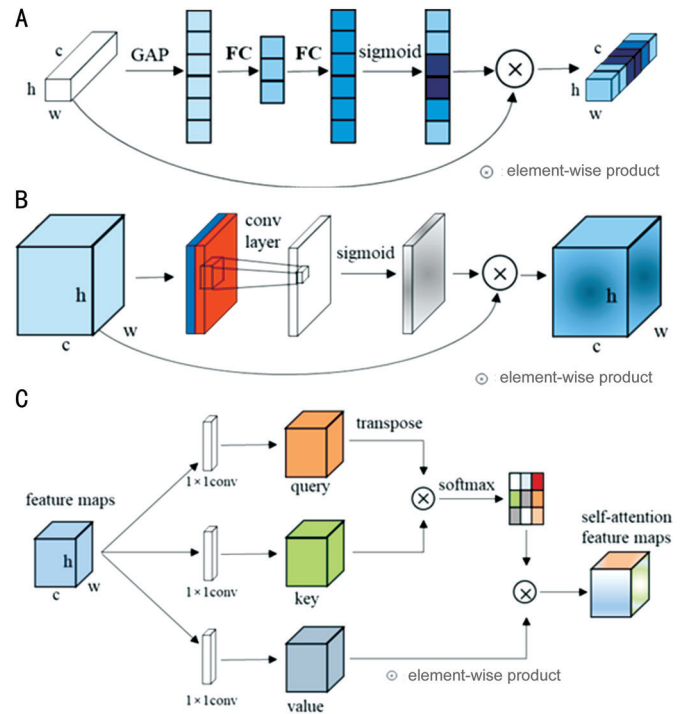 A
c
h
w
GAP
FC
FC
sigmoid
c
h
w
element-wise product
B
h
c
w
conv
layer
sigmoid
h
c
w
element-wise product
C
feature maps
h
c
w
1×1conv
query
transpose
1×1conv
key
softmax
self-attention
feature maps
1×1conv
value
element-wise product